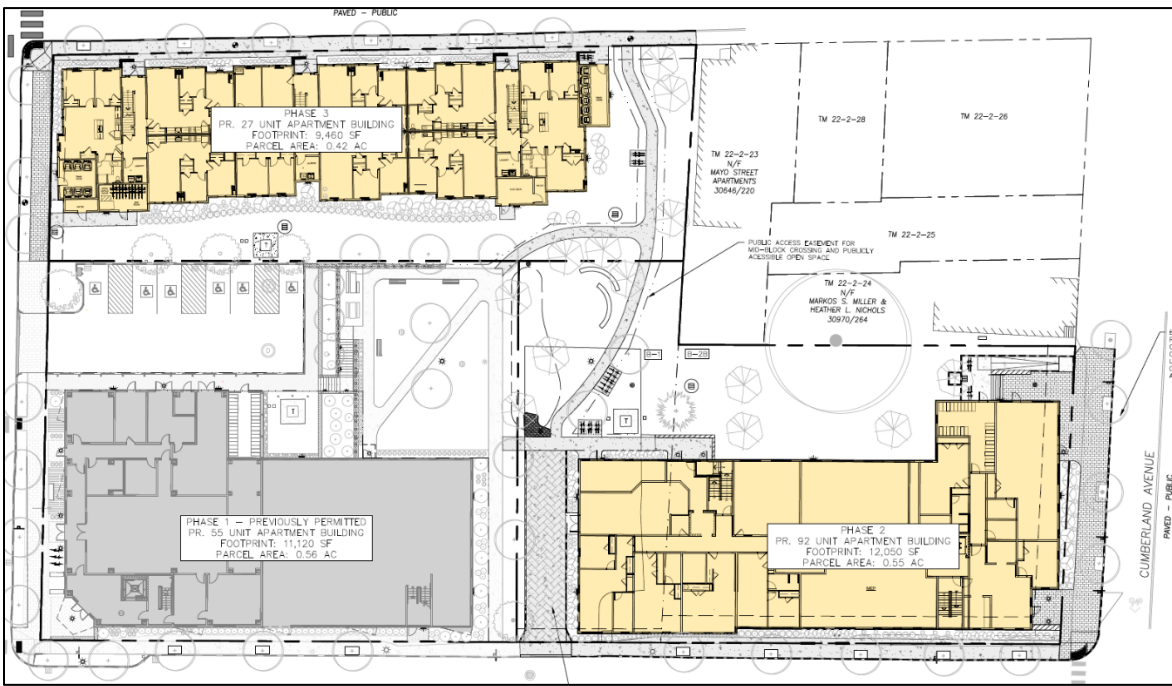 PAVED - PUBLIC
PHASE 3
PR. 27 UNIT APARTMENT BUILDING
FOOTPRINT: 9,460 SF
PARCEL AREA: 0.42 AC
TM 22-2-28
TM 22-2-26
TM 22-2-23
N/F
MAYO STREET
APARTMENTS
30646/220
TM 22-2-25
PUBLIC ACCESS EASEMENT FOR
MID-BLOCK CROSSING AND PUBLICLY
ACESSIBLE OPEN SPACE
TM 22-2-24
N/F
MARKOS S. MILLER &
HEATHER L. NICHOLS
30970/264
T
B-1
B-2B
T
T
PHASE 1 - PREVIOUSLY PERMITTED
PR. 55 UNIT APARTMENT BUILDING
FOOTPRINT: 11,120 SF
PARCEL AREA: 0.56 AC
PHASE 2
PR. 92 UNIT APARTMENT BUILDING
FOOTPRINT: 12,050 SF
PARCEL AREA: 0.55 AC
CUMBERLAND AVENUE
PAVED - PUBLIC